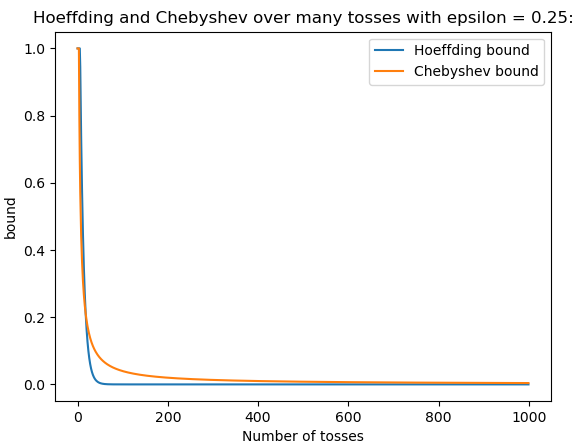 Hoeffding and Chebyshev over many tosses with epsilon = 0.25:
Hoeffding bound
Chebyshev bound
1.0
0.8
0.6
0.4
0.2
0.0
bound
0 200 400 600 800 1000
Number of tosses